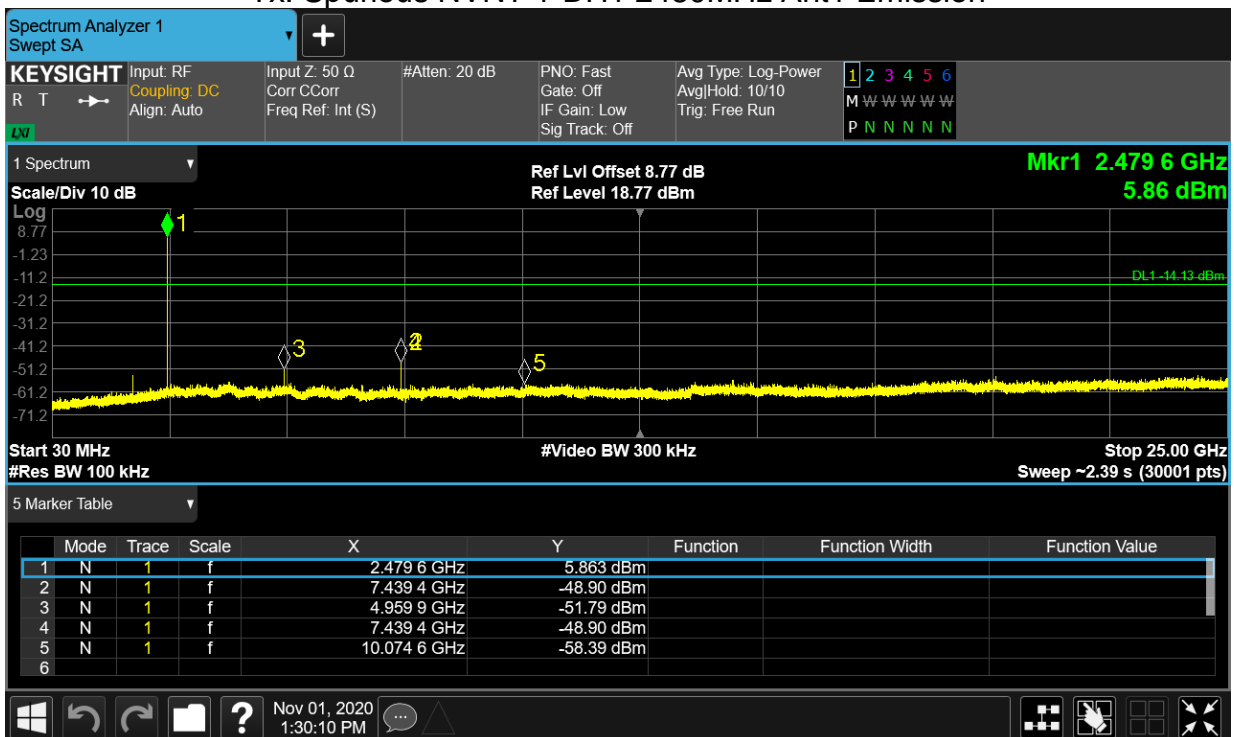 Tx. Spurious NVNT 1-DH1 2480MHz Ant1 Emission
Spectrum Analyzer 1
Swept SA
KEYSIGHT
R T
LXI
Input: RF
Coupling: DC
Align: Auto
Input Z: 50 Ω
Corr CCorr
Freq Ref: Int (S)
#Atten: 20 dB
PNO: Fast
Gate: Off
IF Gain: Low
Sig Track: Off
Avg Type: Log-Power
Avg|Hold: 10/10
Trig: Free Run
1 2 3 4 5 6
M W W W W W
P N N N N N
1 Spectrum
Scale/Div 10 dB
Ref Lvl Offset 8.77 dB
Ref Level 18.77 dBm
Mkr1 2.479 6 GHz
5.86 dBm
Log
8.77
-1.23
-11.2
-21.2
-31.2
-41.2
-51.2
-61.2
-71.2
1
3
2
4
5
DL1 -14.13 dBm
Start 30 MHz
#Video BW 300 kHz
Stop 25.00 GHz
#Res BW 100 kHz
Sweep ~2.39 s (30001 pts)
5 Marker Table
Mode Trace Scale X Y Function Function Width Function Value
1 N 1 f 2.479 6 GHz 5.863 dBm
2 N 1 f 7.439 4 GHz -48.90 dBm
3 N 1 f 4.959 9 GHz -51.79 dBm
4 N 1 f 7.439 4 GHz -48.90 dBm
5 N 1 f 10.074 6 GHz -58.39 dBm
6
?
Nov 01, 2020
1:30:10 PM